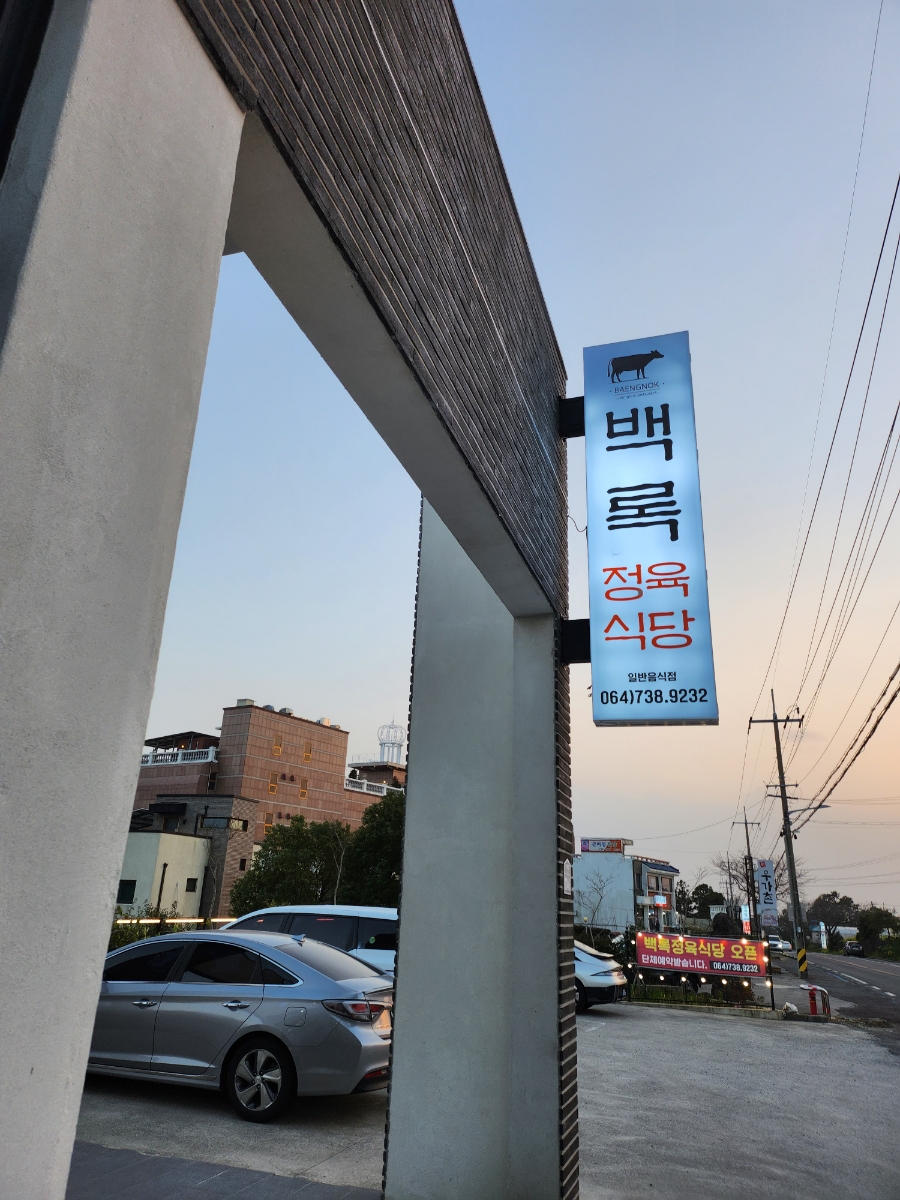 BAENGNOK
백
록
정육
식당
일반음식점
064)738.9232
백록정육식당 오픈
단체예약받습니다. 064)738.9232